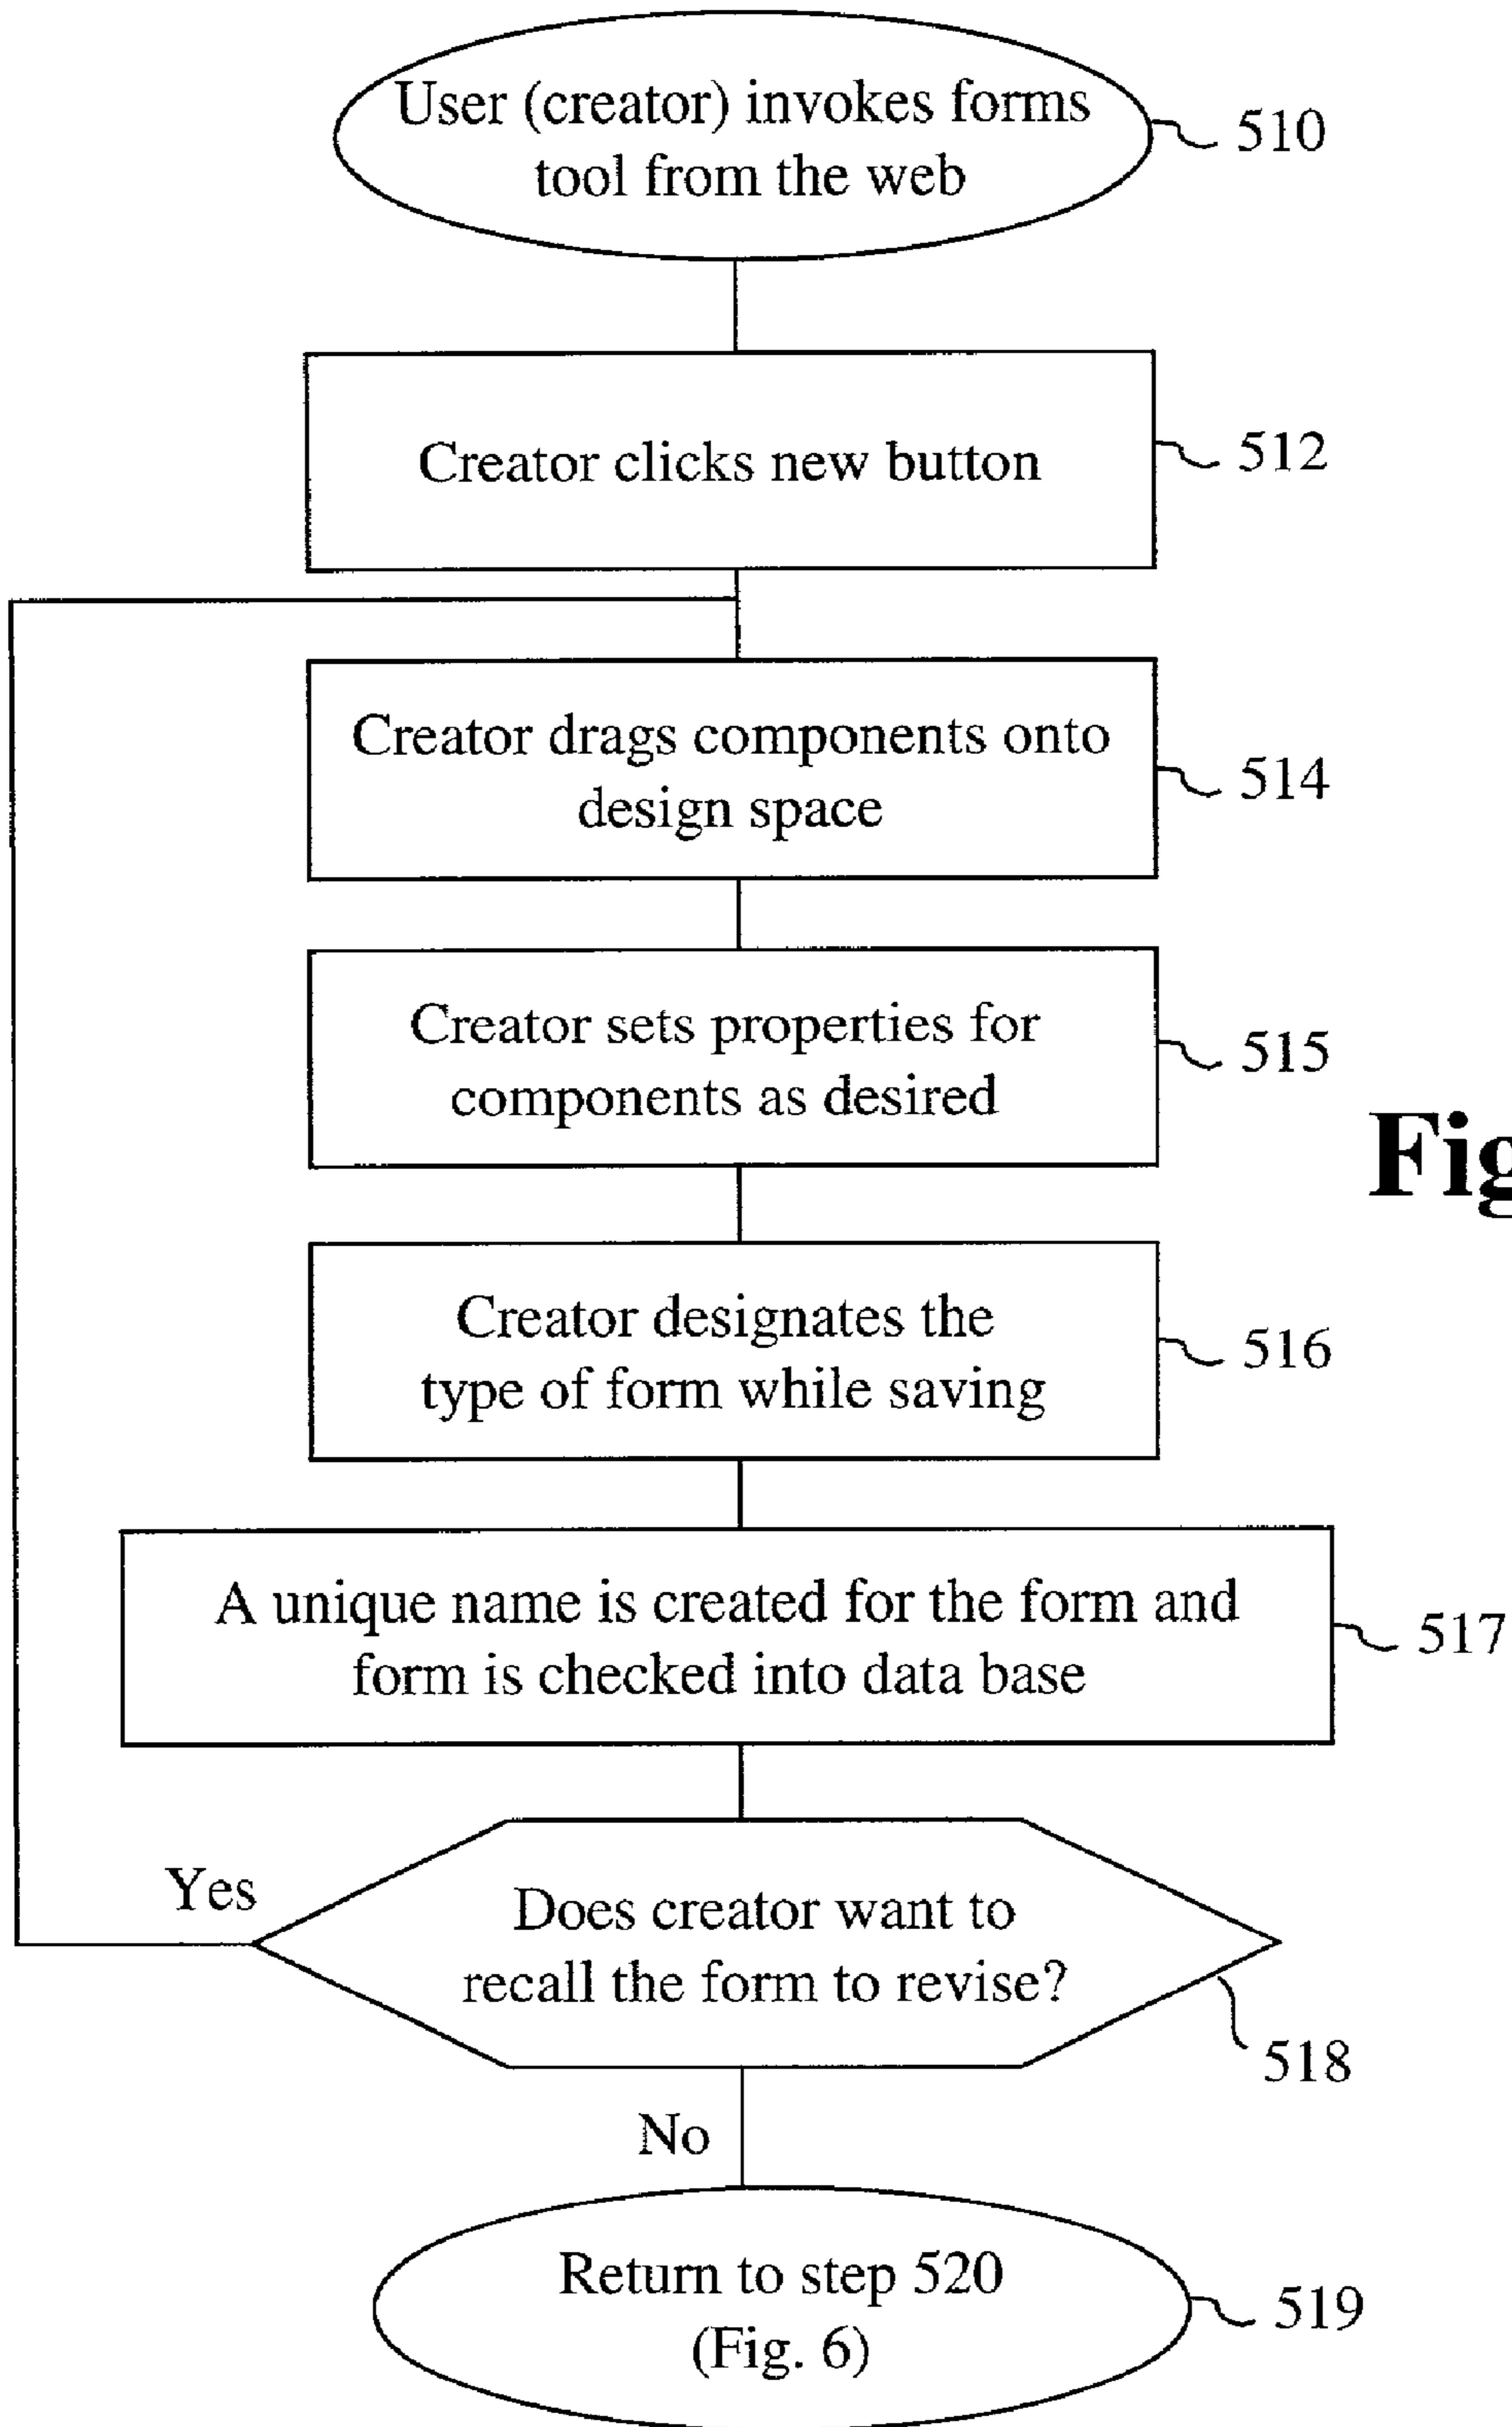 User (creator) invokes forms
tool from the web
510
Creator clicks new button
512
Creator drags components onto
design space
514
Creator sets properties for
components as desired
515
Fig
Creator designates the
type of form while saving
516
A unique name is created for the form and
form is checked into data base
517
Yes
Does creator want to
recall the form to revise?
518
No
Return to step 520
(Fig. 6)
519